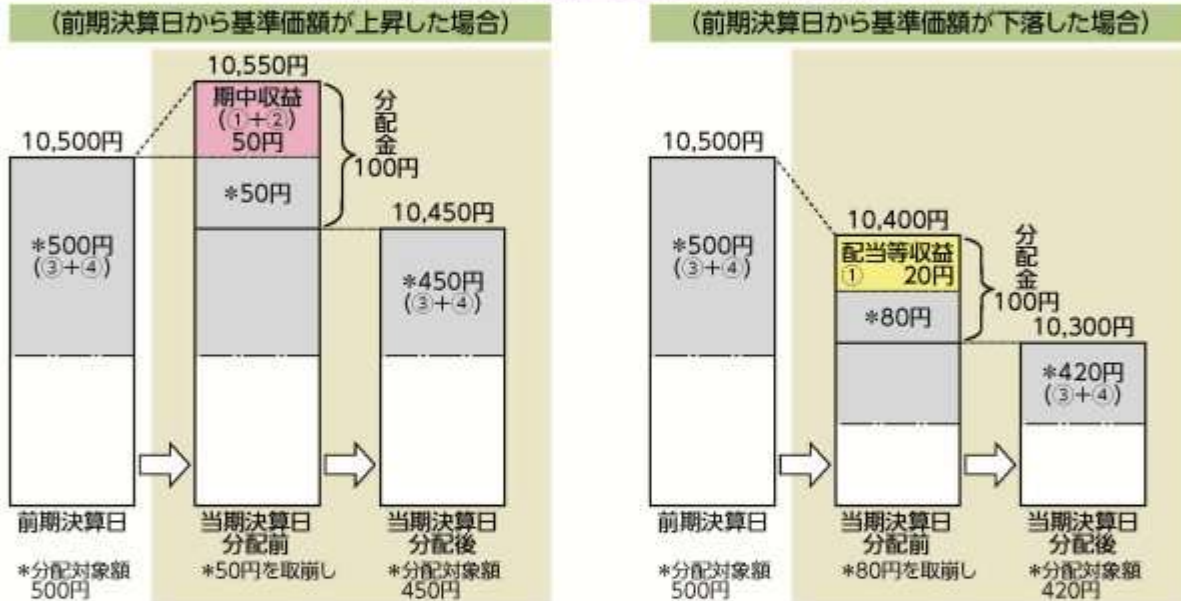 (前期決算日から基準価額が上昇した場合)
10,550円
期中収益
(①+②)
50円
分配金
100円
10,500円
*50円
10,450円
*500円
(③+④)
*450円
(③+④)
前期決算日
当期決算日
分配前
当期決算日
分配後
*分配対象額
500円
*50円を取崩し
*分配対象額
450円
(前期決算日から基準価額が下落した場合)
10,500円
10,400円
配当等収益
① 20円
分配金
100円
*500円
(③+④)
*80円
10,300円
*420円
(③+④)
前期決算日
当期決算日
分配前
当期決算日
分配後
*分配対象額
500円
*80円を取崩し
*分配対象額
420円